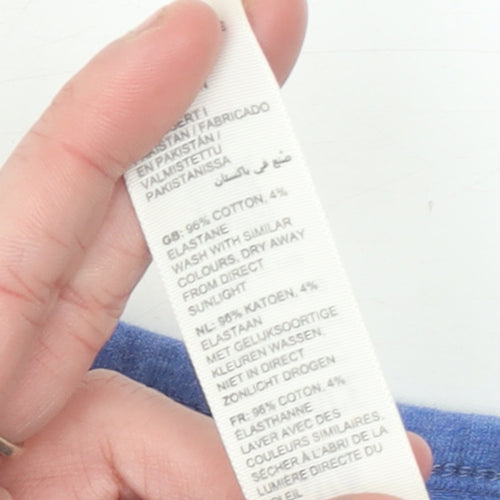 PAKISTAN / FABRICADO
EN PAKISTÁN /
VALMISTETTU
PAKISTANISSA
صنع في باكستان
GB: 96% COTTON, 4%
ELASTANE
WASH WITH SIMILAR
COLOURS, DRY AWAY
FROM DIRECT
SUNLIGHT
NL: 96% KATOEN, 4%
ELASTAAN
MET GELIJKSOORTIGE
KLEUREN WASSEN,
NIET IN DIRECT
ZONLICHT DROGEN
FR: 96% COTON, 4%
ÉLASTHANNE
LAVER AVEC DES
COULEURS SIMILAIRES.
SÉCHER À L'ABRI DE LA
LUMIÈRE DIRECTE DU